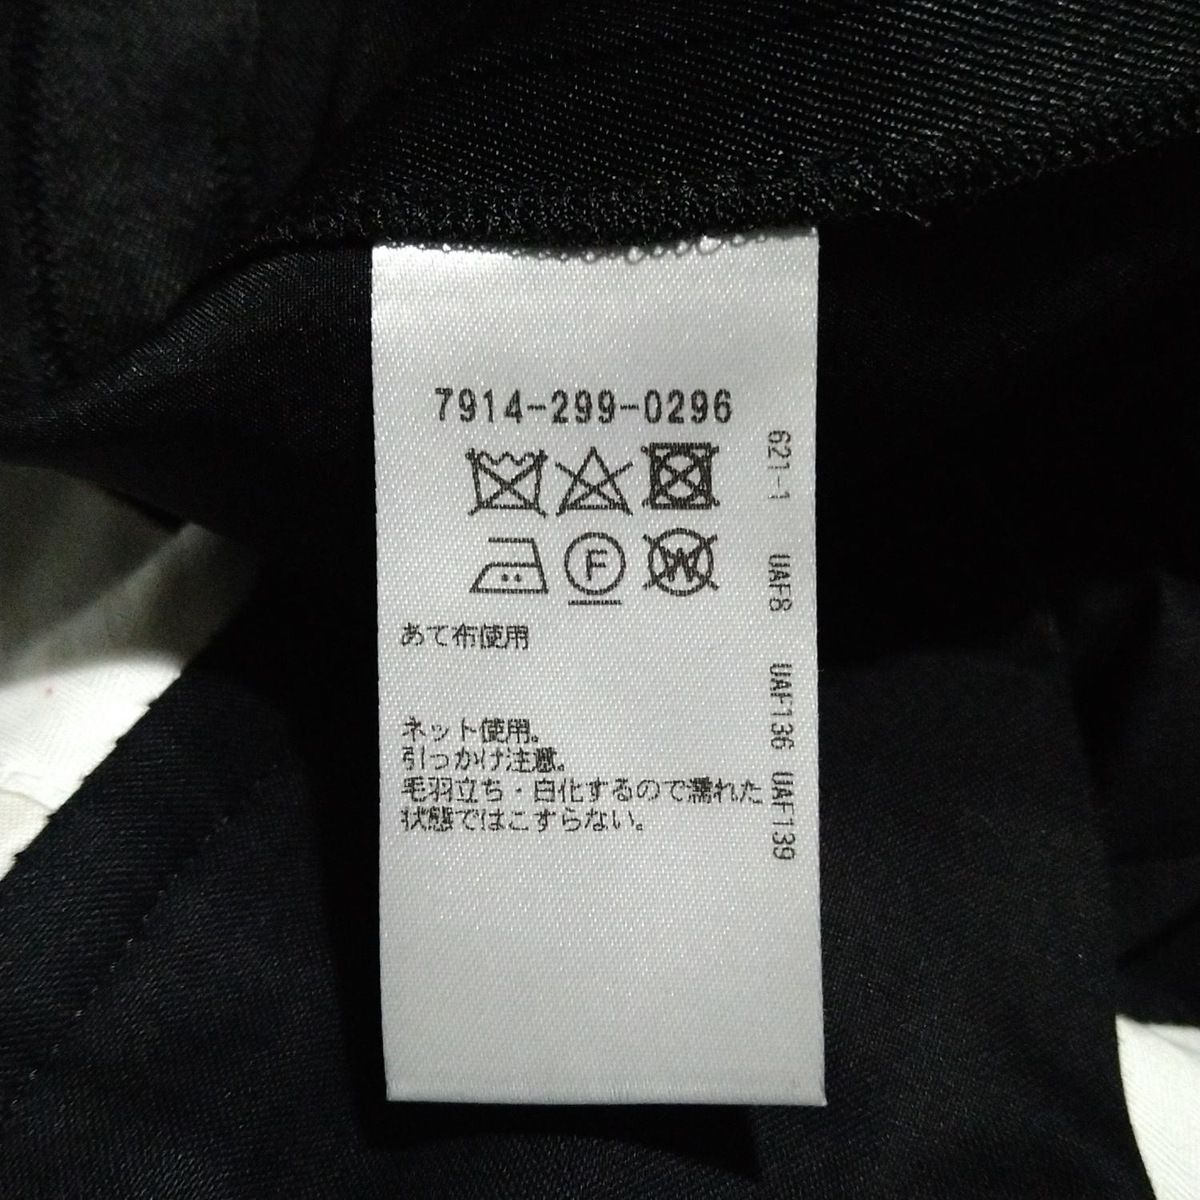 7914-299-0296
F
W
あて布使用
ネット使用。
引っかけ注意。
毛羽立ち・白化するので濡れた
状態ではこすらない。
621-1 UAF8 UAF136 UAF139